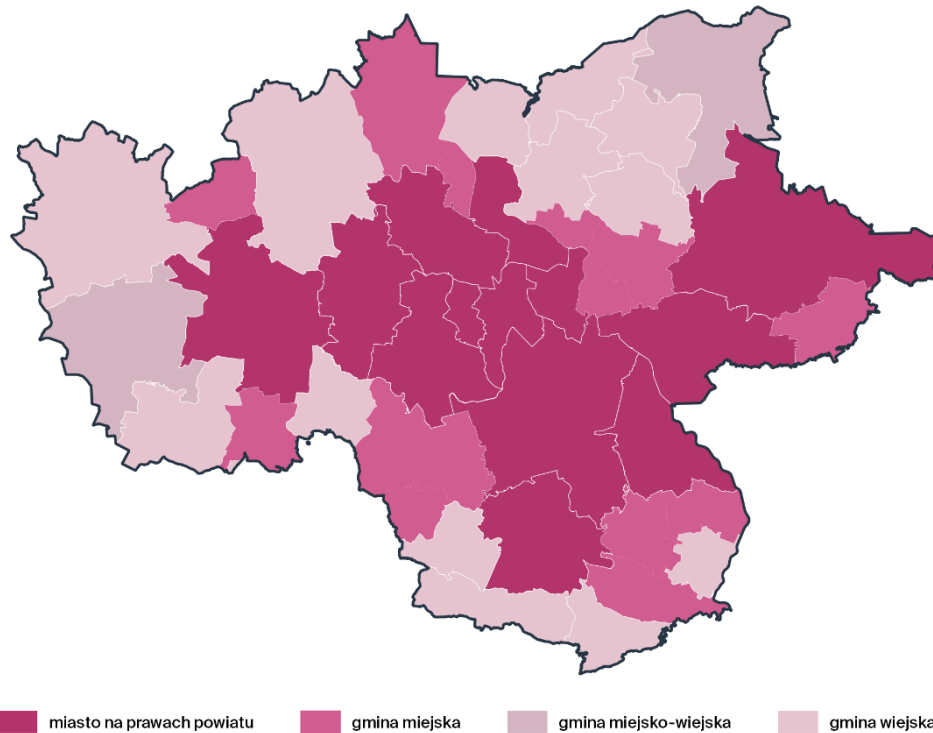 miasto na prawach powiatu
gmina miejska
gmina miejsko-wiejska
gmina wiejska